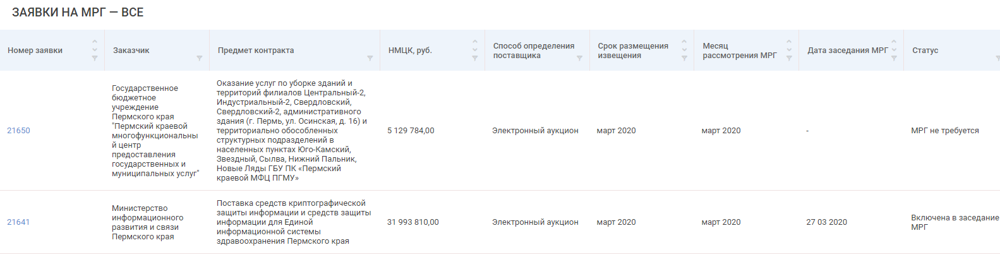 ЗАЯВКИ НА МРГ — ВСЕ
Номер заявки
Заказчик
Предмет контракта
НМЦК, руб.
Способ определения
поставщика
Срок размещения
извещения
Месяц
рассмотрения МРГ
Дата заседания МРГ
Статус
21650
Государственное
бюджетное
учреждение
Пермского края
"Пермский краевой
многофункциональны
й центр
предоставления
государственных и
муниципальных услуг"
Оказание услуг по уборке зданий и
территорий филиалов Центральный-2,
Индустриальный-2, Свердловский,
Свердловский-2, административного
здания (г. Пермь, ул. Осинская, д. 16) и
территориально обособленных
структурных подразделений в
населенных пунктах Юго-Камский,
Звездный, Сылва, Нижний Пальник,
Новые Ляды ГБУ ПК «Пермский
краевой МФЦ ПГМУ»
5 129 784,00
Электронный аукцион
март 2020
март 2020
-
МРГ не требуется
21641
Министерство
информационного
развития и связи
Пермского края
Поставка средств криптографической
защиты информации и средств защиты
информации для Единой
информационной системы
здравоохранения Пермского края
31 993 810,00
Электронный аукцион
март 2020
март 2020
27 03 2020
Включена в заседание
МРГ